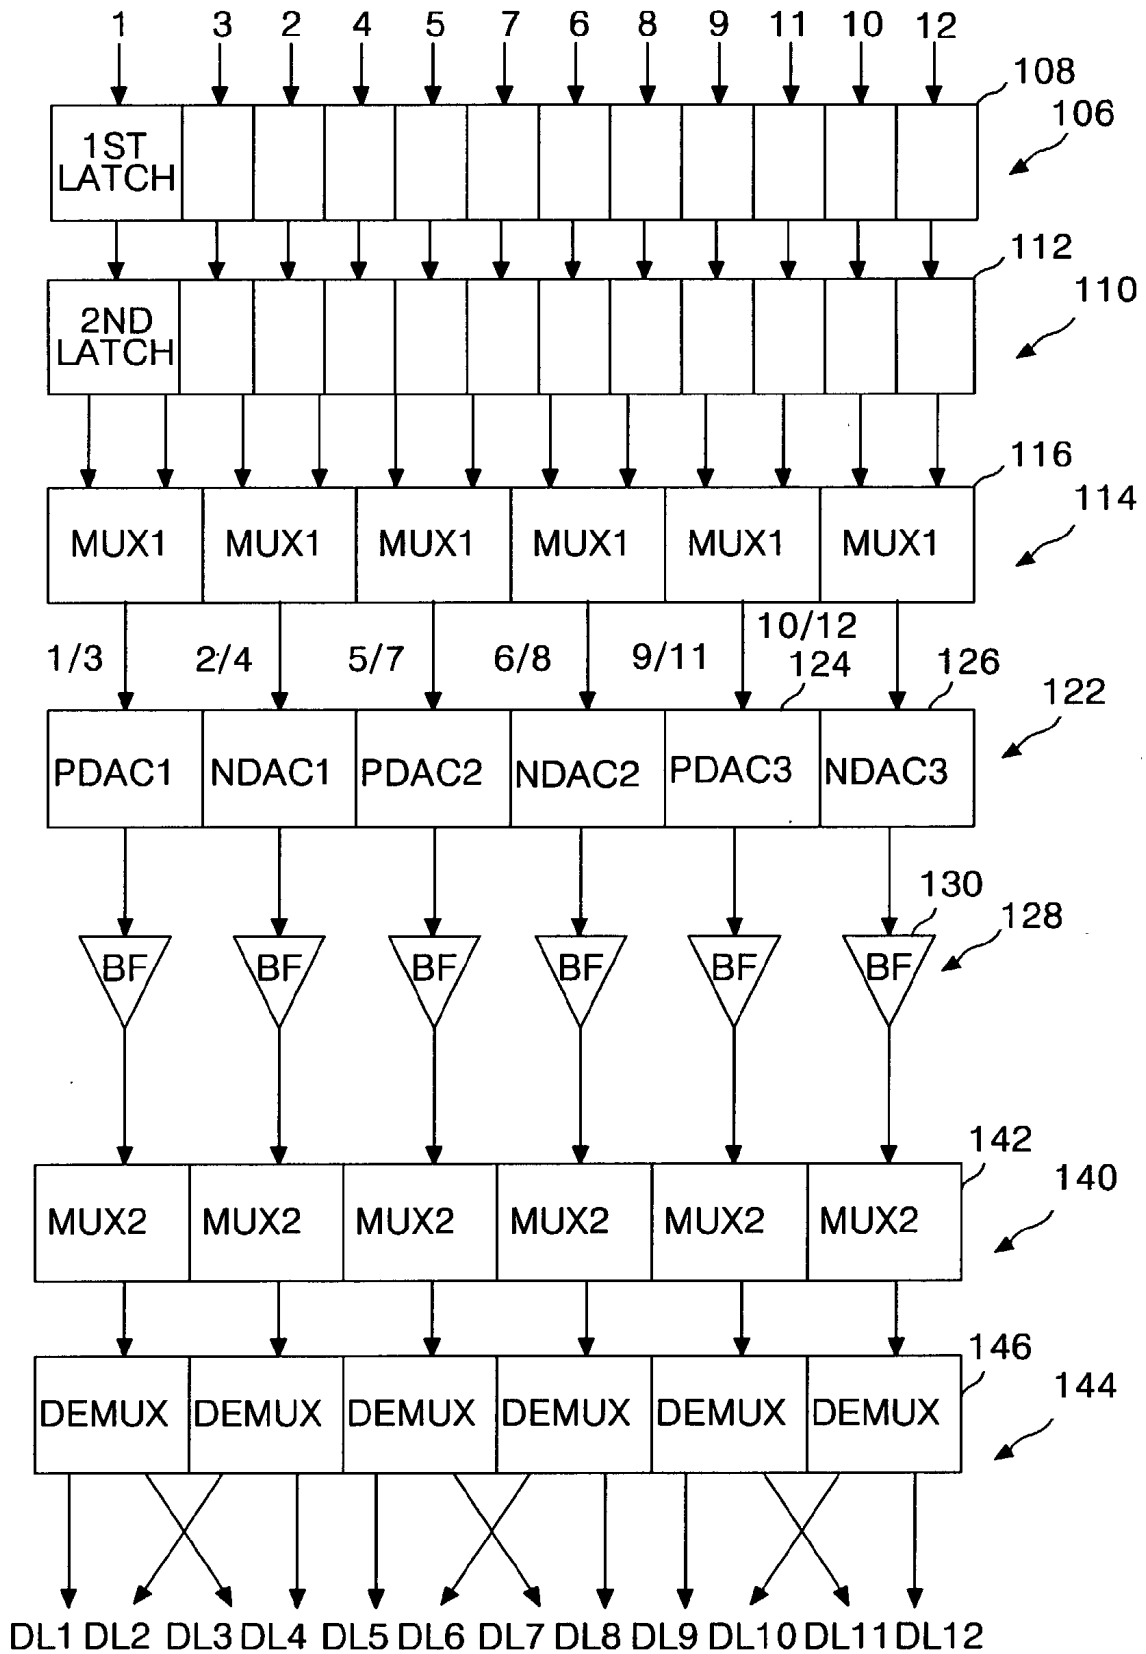 1 3 2 4 5 7 6 8 9 11 10 12
108
106
1ST
LATCH
112
110
2ND
LATCH
116
114
MUX1 MUX1 MUX1 MUX1 MUX1 MUX1
10/12
1/3 2/4 5/7 6/8 9/11 124 126
122
PDAC1 NDAC1 PDAC2 NDAC2 PDAC3 NDAC3
130
128
BF BF BF BF BF BF
142
140
MUX2 MUX2 MUX2 MUX2 MUX2 MUX2
146
144
DEMUX DEMUX DEMUX DEMUX DEMUX DEMUX
DL1 DL2 DL3 DL4 DL5 DL6 DL7 DL8 DL9 DL10 DL11 DL12